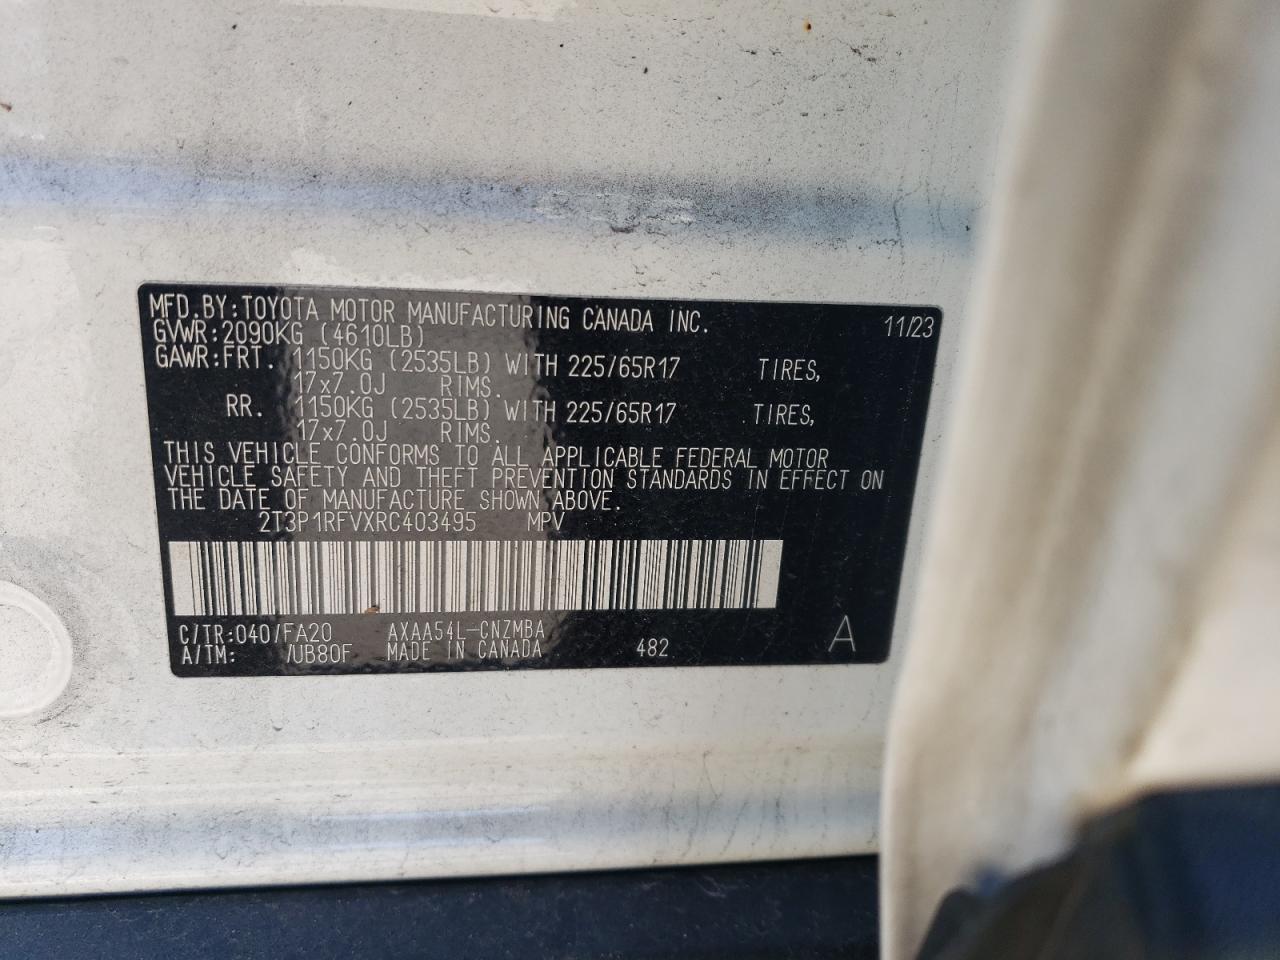 MFD.BY:TOYOTA MOTOR MANUFACTURING CANADA INC. 11/23
GVWR:2090KG (4610LB)
GAWR:FRT. 1150KG (2535LB) WITH 225/65R17 TIRES,
17x7.0J RIMS.
RR. 1150KG (2535LB) WITH 225/65R17 TIRES,
17x7.0J RIMS.
THIS VEHICLE CONFORMS TO ALL APPLICABLE FEDERAL MOTOR
VEHICLE SAFETY AND THEFT PREVENTION STANDARDS IN EFFECT ON
THE DATE OF MANUFACTURE SHOWN ABOVE.
2T3P1RFVXRC403495 MPV
C/TR:040/FA20 AXAA54L-CNZMBA
A/TM: /UB80F MADE IN CANADA 482 A